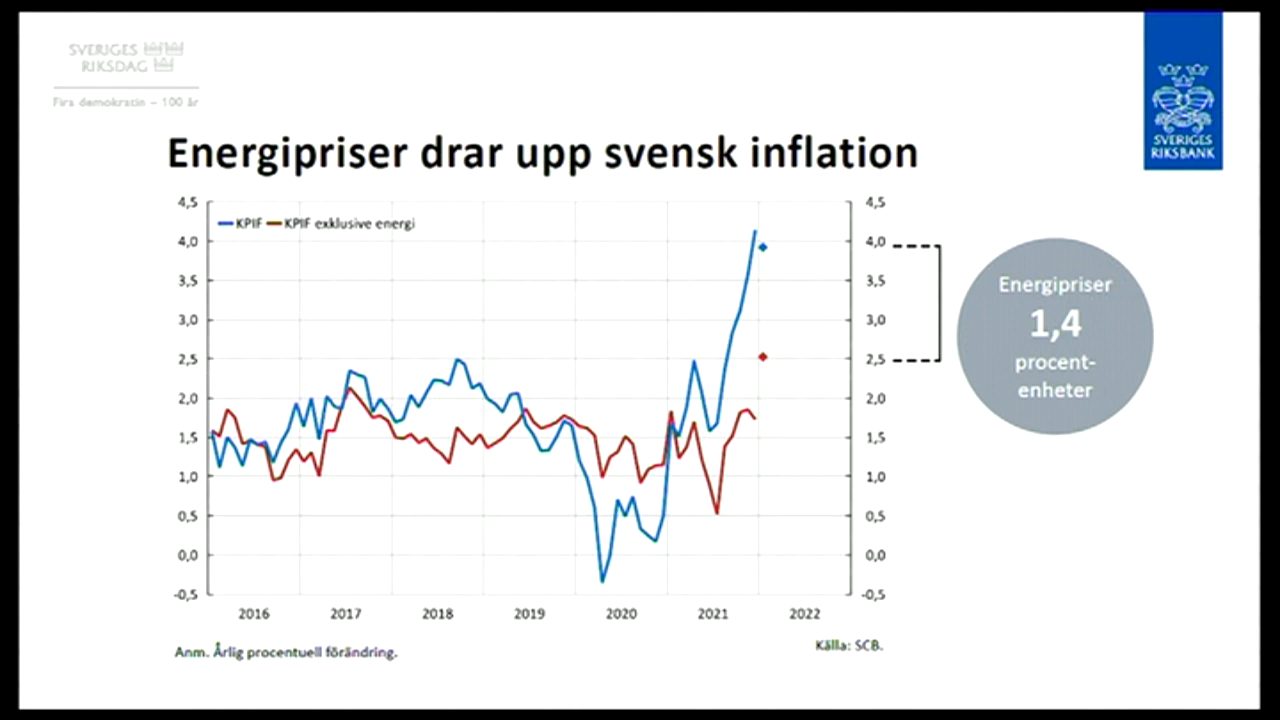 SVERIGES
RIKSDAG
Fira demokratin – 100 år
SVERIGES
RIKSBANK
Energipriser drar upp svensk inflation
KPIF KPIF exklusive energi
4,5 4,5
4,0 4,0
3,5 3,5
3,0 3,0
2,5 2,5
2,0 2,0
1,5 1,5
1,0 1,0
0,5 0,5
0,0 0,0
-0,5 -0,5
2016 2017 2018 2019 2020 2021 2022
Energipriser
1,4
procent-
enheter
Anm. Årlig procentuell förändring.
Källa: SCB.